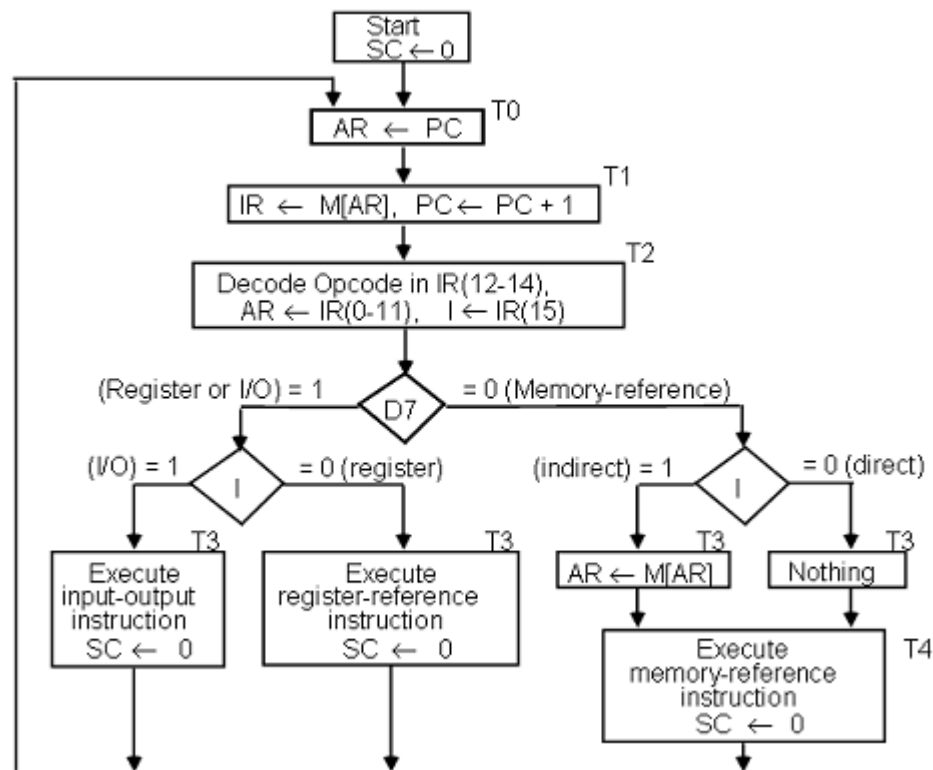 Start
SC ← 0
T0
AR ← PC
T1
IR ← M[AR], PC ← PC + 1
T2
Decode Opcode in IR(12-14),
AR ← IR(0-11), I ← IR(15)
(Register or I/O) = 1
= 0 (Memory-reference)
D7
(I/O) = 1
= 0 (register)
(indirect) = 1
= 0 (direct)
I
I
T3
T3
T3
T3
Execute
input-output
instruction
SC ← 0
Execute
register-reference
instruction
SC ← 0
AR ← M[AR]
Nothing
T4
Execute
memory-reference
instruction
SC ← 0